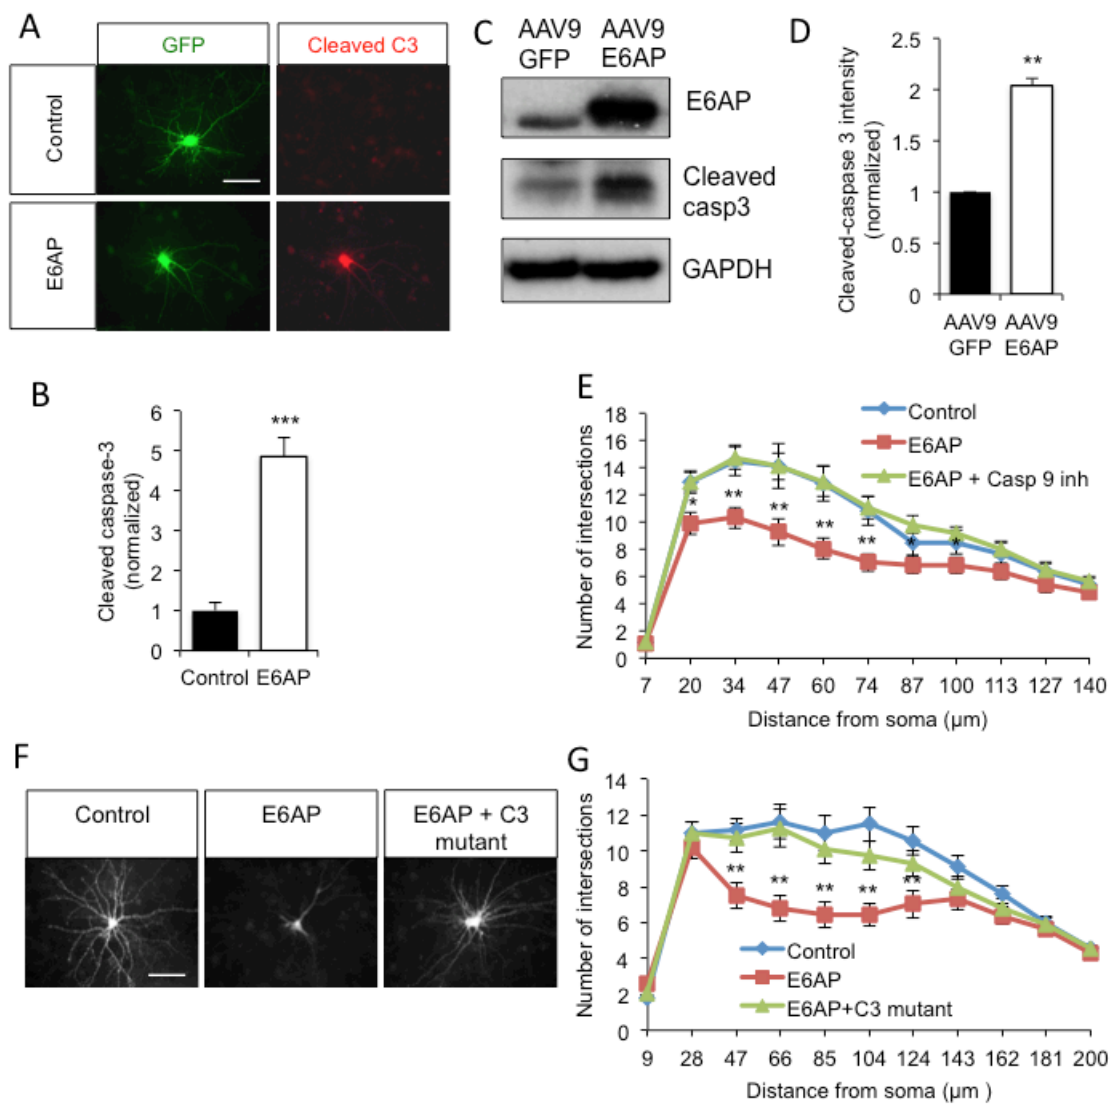 A
GFP
Cleaved C3
Control
E6AP
B
Cleaved caspase-3
(normalized)
6
5
4
3
2
1
0
***
Control E6AP
C
AAV9 AAV9
GFP E6AP
E6AP
Cleaved
casp3
GAPDH
D
Cleaved-caspase 3 intensity
(normalized)
2.5
2
1.5
1
0.5
0
**
AAV9 AAV9
GFP E6AP
E
Number of intersections
18
16
14
12
10
8
6
4
2
0
Control
E6AP
E6AP + Casp 9 inh
* ** ** ** ** * *
7 20 34 47 60 74 87 100 113 127 140
Distance from soma (µm)
F
Control
E6AP
E6AP + C3
mutant
G
Number of intersections
14
12
10
8
6
4
2
0
** ** ** ** **
Control
E6AP
E6AP+C3 mutant
9 28 47 66 85 104 124 143 162 181 200
Distance from soma (µm )